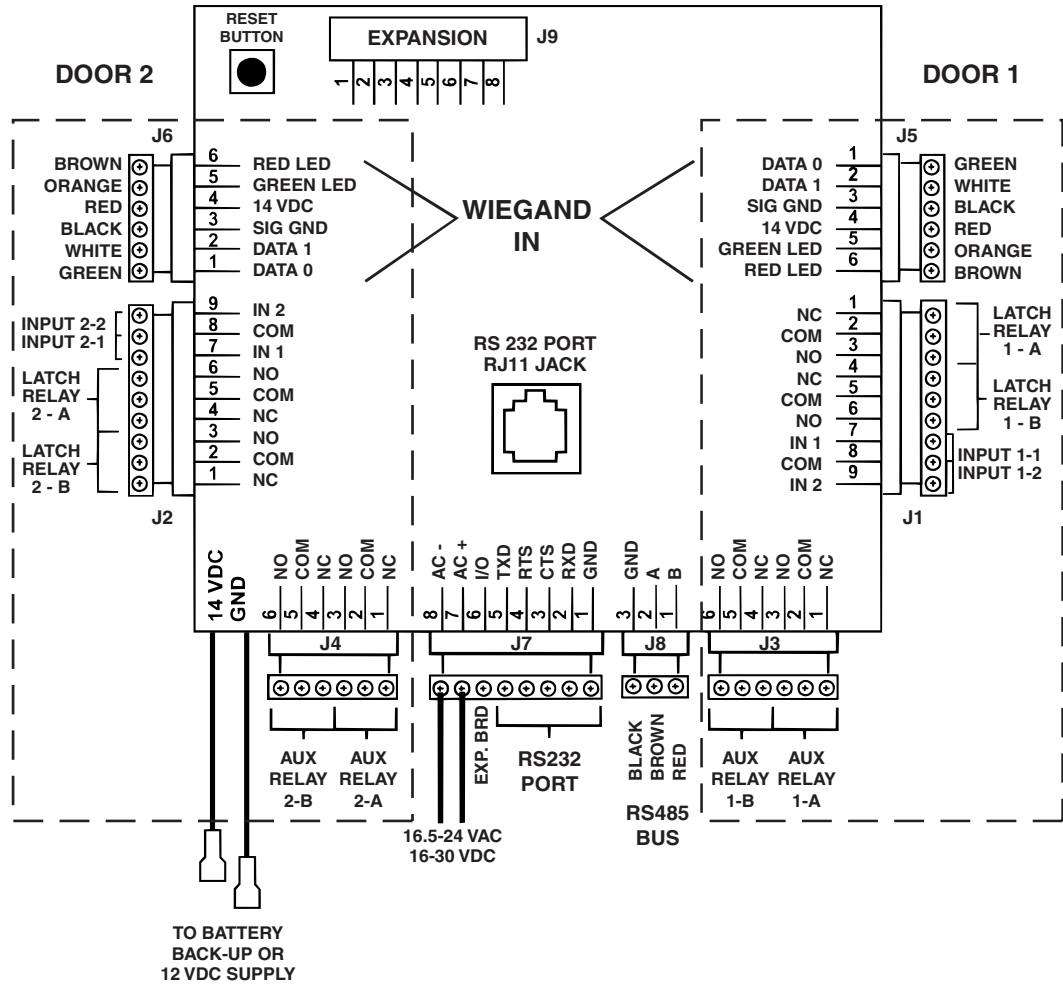 RESET
BUTTON
EXPANSION
J9
1
2
3
4
5
6
7
8
DOOR 2
DOOR 1
J6
BROWN
ORANGE
RED
BLACK
WHITE
GREEN
6 RED LED
5 GREEN LED
4 14 VDC
3 SIG GND
2 DATA 1
1 DATA 0
WIEGAND
IN
J5
DATA 0 1
DATA 1 2
SIG GND 3
14 VDC 4
GREEN LED 5
RED LED 6
GREEN
WHITE
BLACK
RED
ORANGE
BROWN
INPUT 2-2
INPUT 2-1
LATCH
RELAY
2 - A
LATCH
RELAY
2 - B
J2
9 IN 2
8 COM
7 IN 1
6 NO
5 COM
4 NC
3 NO
2 COM
1 NC
RS 232 PORT
RJ11 JACK
NC 1
COM 2
NO 3
NC 4
COM 5
NO 6
IN 1 7
COM 8
IN 2 9
LATCH
RELAY
1 - A
LATCH
RELAY
1 - B
INPUT 1-1
INPUT 1-2
J1
14 VDC
GND
6 NO
5 COM
4 NC
3 NO
2 COM
1 NC
J4
AUX
RELAY
2-B
AUX
RELAY
2-A
8 AC -
7 AC +
6 I/O
5 TXD
4 RTS
3 CTS
2 RXD
1 GND
J7
EXP. BRD
RS232
PORT
16.5-24 VAC
16-30 VDC
3 GND
2 A
1 B
J8
BLACK
BROWN
RED
RS485
BUS
6 NO
5 COM
4 NC
3 NO
2 COM
1 NC
J3
AUX
RELAY
1-B
AUX
RELAY
1-A
TO BATTERY
BACK-UP OR
12 VDC SUPPLY